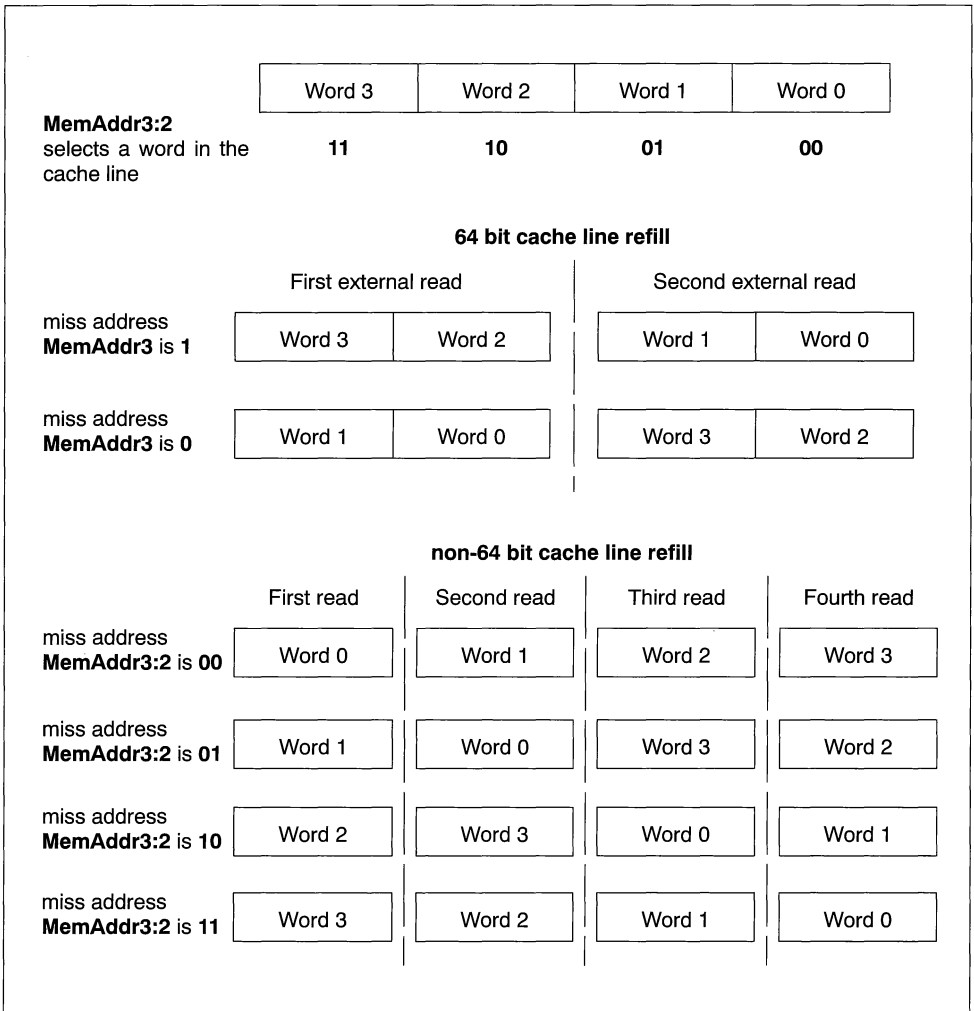 Word 3 Word 2 Word 1 Word 0
MemAddr3:2
selects a word in the
cache line
11 10 01 00
64 bit cache line refill
First external read Second external read
miss address
MemAddr3 is 1
Word 3 Word 2 Word 1 Word 0
miss address
MemAddr3 is 0
Word 1 Word 0 Word 3 Word 2
non-64 bit cache line refill
First read Second read Third read Fourth read
miss address
MemAddr3:2 is 00
Word 0 Word 1 Word 2 Word 3
miss address
MemAddr3:2 is 01
Word 1 Word 0 Word 3 Word 2
miss address
MemAddr3:2 is 10
Word 2 Word 3 Word 0 Word 1
miss address
MemAddr3:2 is 11
Word 3 Word 2 Word 1 Word 0